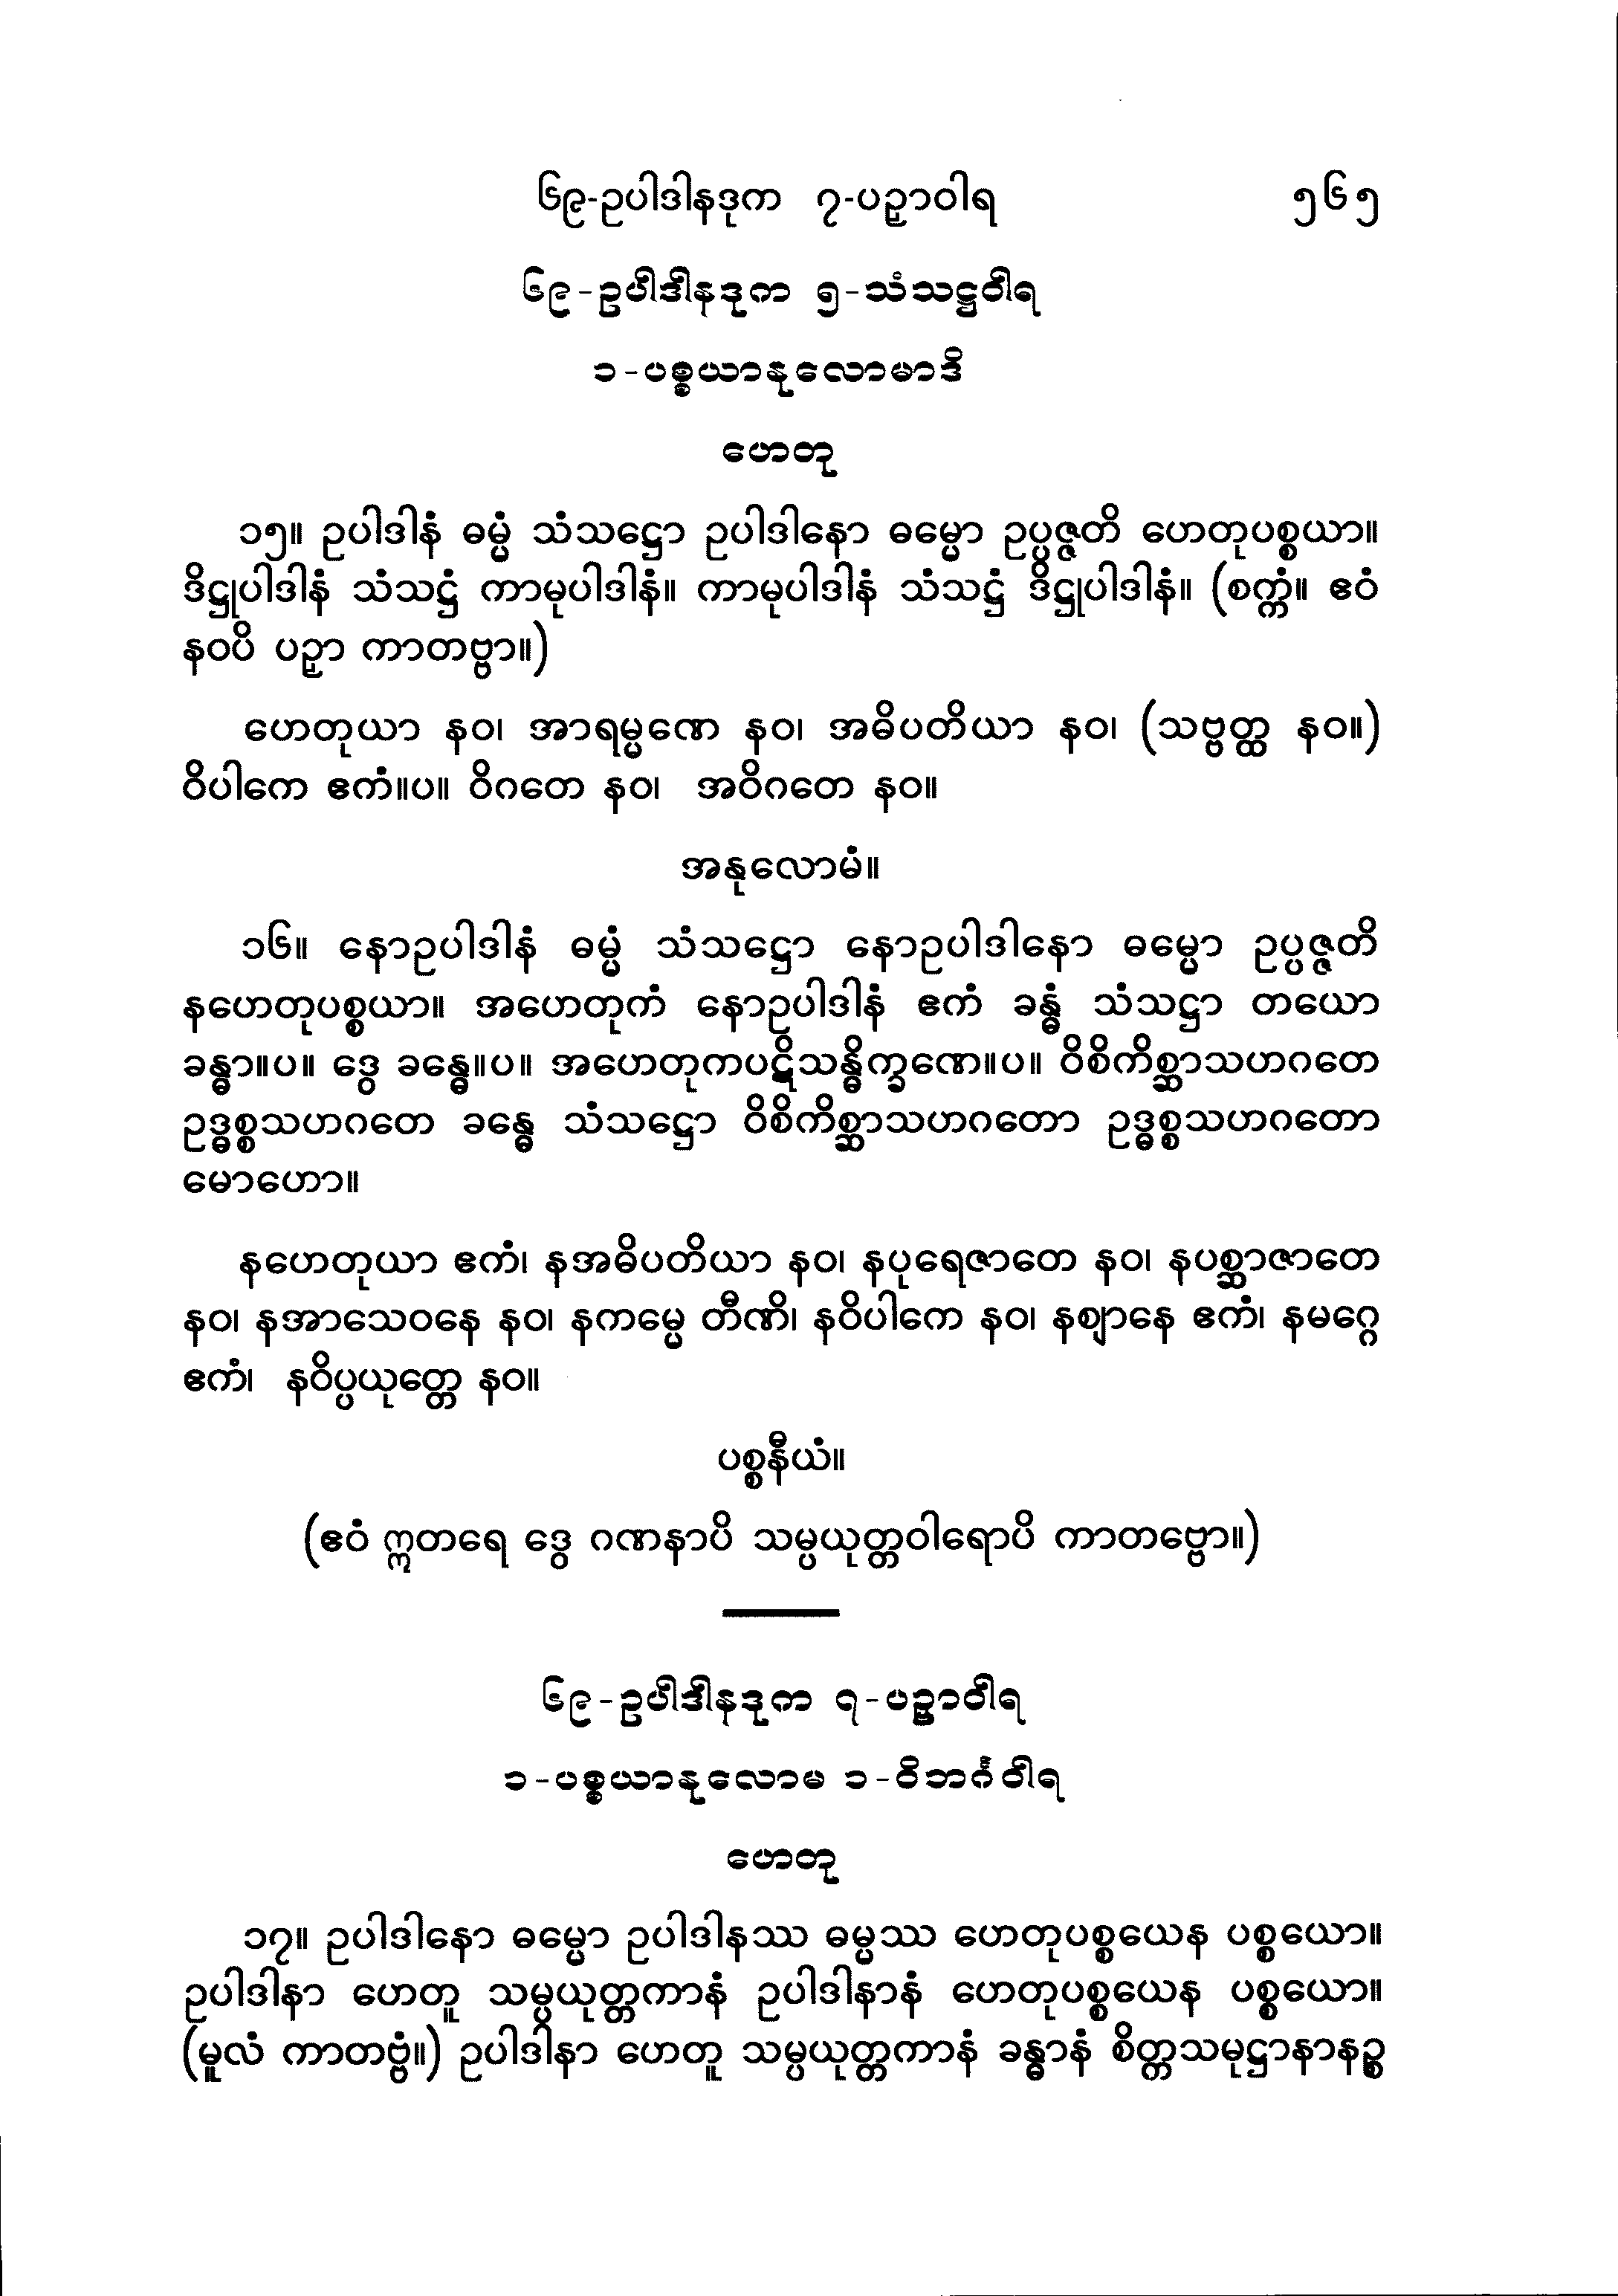 ၆၉-ဥပါဒါနဒုက ၇-ပဉှာဝါရ ၅၆၅
၆၉-ဥပါဒါနဒုက ၅-သံသဋ္ဌဝါရ
၁-ပစ္စယာနုလောမာဒိ
ဟေတု
၁၅။ ဥပါဒါနံ ဓမ္မံ သံသဋ္ဌော ဥပါဒါနော ဓမ္မော ဥပ္ပဇ္ဇတိ ဟေတုပစ္စယာ။
ဒိဋ္ဌုပါဒါနံ သံသဋ္ဌံ ကာမုပါဒါနံ။ ကာမုပါဒါနံ သံသဋ္ဌံ ဒိဋ္ဌုပါဒါနံ။ (စက္ကံ။ ဧဝံ
နဝပိ ပဉှာ ကာတဗ္ဗာ။)
ဟေတုယာ နဝ၊ အာရမ္မဏေ နဝ၊ အဓိပတိယာ နဝ၊ (သဗ္ဗတ္ထ နဝ။)
ဝိပါကေ ဧကံ။ပ။ ဝိဂတေ နဝ၊ အဝိဂတေ နဝ။
အနုလောမံ။
၁၆။ နောဥပါဒါနံ ဓမ္မံ သံသဋ္ဌော နောဥပါဒါနော ဓမ္မော ဥပ္ပဇ္ဇတိ
နဟေတုပစ္စယာ။ အဟေတုကံ နောဥပါဒါနံ ဧကံ ခန္ဓံ သံသဋ္ဌာ တယော
ခန္ဓာ။ပ။ ဒွေ ခန္ဓေ။ပ။ အဟေတုကပဋိသန္ဓိက္ခဏေ။ပ။ ဝိစိကိစ္ဆာသဟဂတေ
ဥဒ္ဓစ္စသဟဂတေ ခန္ဓေ သံသဋ္ဌော ဝိစိကိစ္ဆာသဟဂတော ဥဒ္ဓစ္စသဟဂတော
မောဟော။
နဟေတုယာ ဧကံ၊ နအဓိပတိယာ နဝ၊ နပုရေဇာတေ နဝ၊ နပစ္ဆာဇာတေ
နဝ၊ နအာသေဝနေ နဝ၊ နကမ္မေ တီဏိ၊ နဝိပါကေ နဝ၊ နဈာနေ ဧကံ၊ နမဂ္ဂေ
ဧကံ၊ နဝိပ္ပယုတ္တေ နဝ။
ပစ္စနီယံ။
(ဧဝံ ဣတရေ ဒွေ ဂဏနာပိ သမ္ပယုတ္တဝါရောပိ ကာတဗ္ဗော။)
၆၉-ဥပါဒါနဒုက ၇-ပဉှာဝါရ
၁-ပစ္စယာနုလောမ ၁-ဝိဘင်္ဂဝါရ
ဟေတု
၁၇။ ဥပါဒါနော ဓမ္မော ဥပါဒါနဿ ဓမ္မဿ ဟေတုပစ္စယေန ပစ္စယော။
ဥပါဒါနာ ဟေတူ သမ္ပယုတ္တကာနံ ဥပါဒါနာနံ ဟေတုပစ္စယေန ပစ္စယော။
(မူလံ ကာတဗ္ဗံ။) ဥပါဒါနာ ဟေတူ သမ္ပယုတ္တကာနံ ခန္ဓာနံ စိတ္တသမုဋ္ဌာနာနဉ္စ